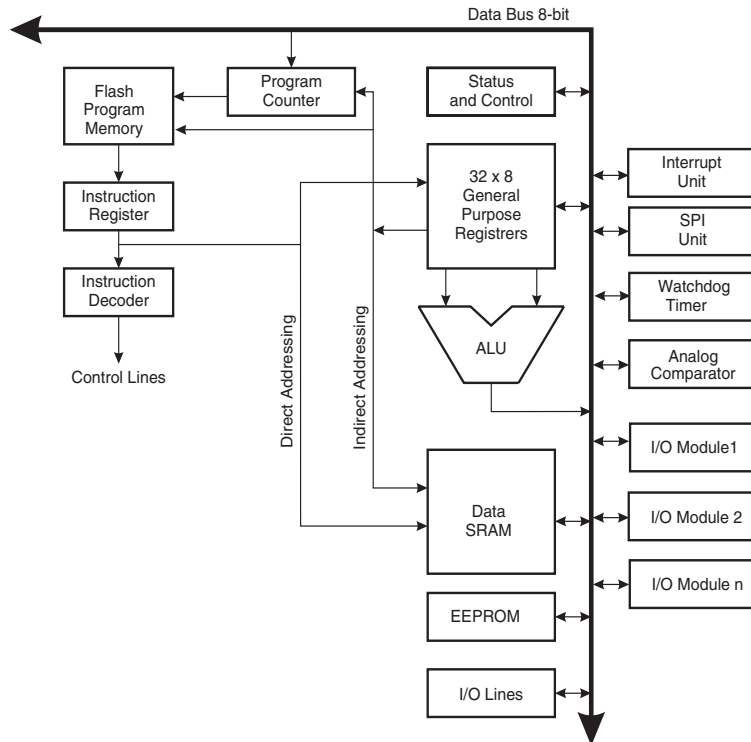 Data Bus 8-bit
Flash
Program
Memory
Program
Counter
Status
and Control
Interrupt
Unit
32 x 8
General
Purpose
Registrers
Instruction
Register
SPI
Unit
Instruction
Decoder
Watchdog
Timer
Direct Addressing
Indirect Addressing
ALU
Analog
Comparator
Control Lines
I/O Module1
Data
SRAM
I/O Module 2
I/O Module n
EEPROM
I/O Lines